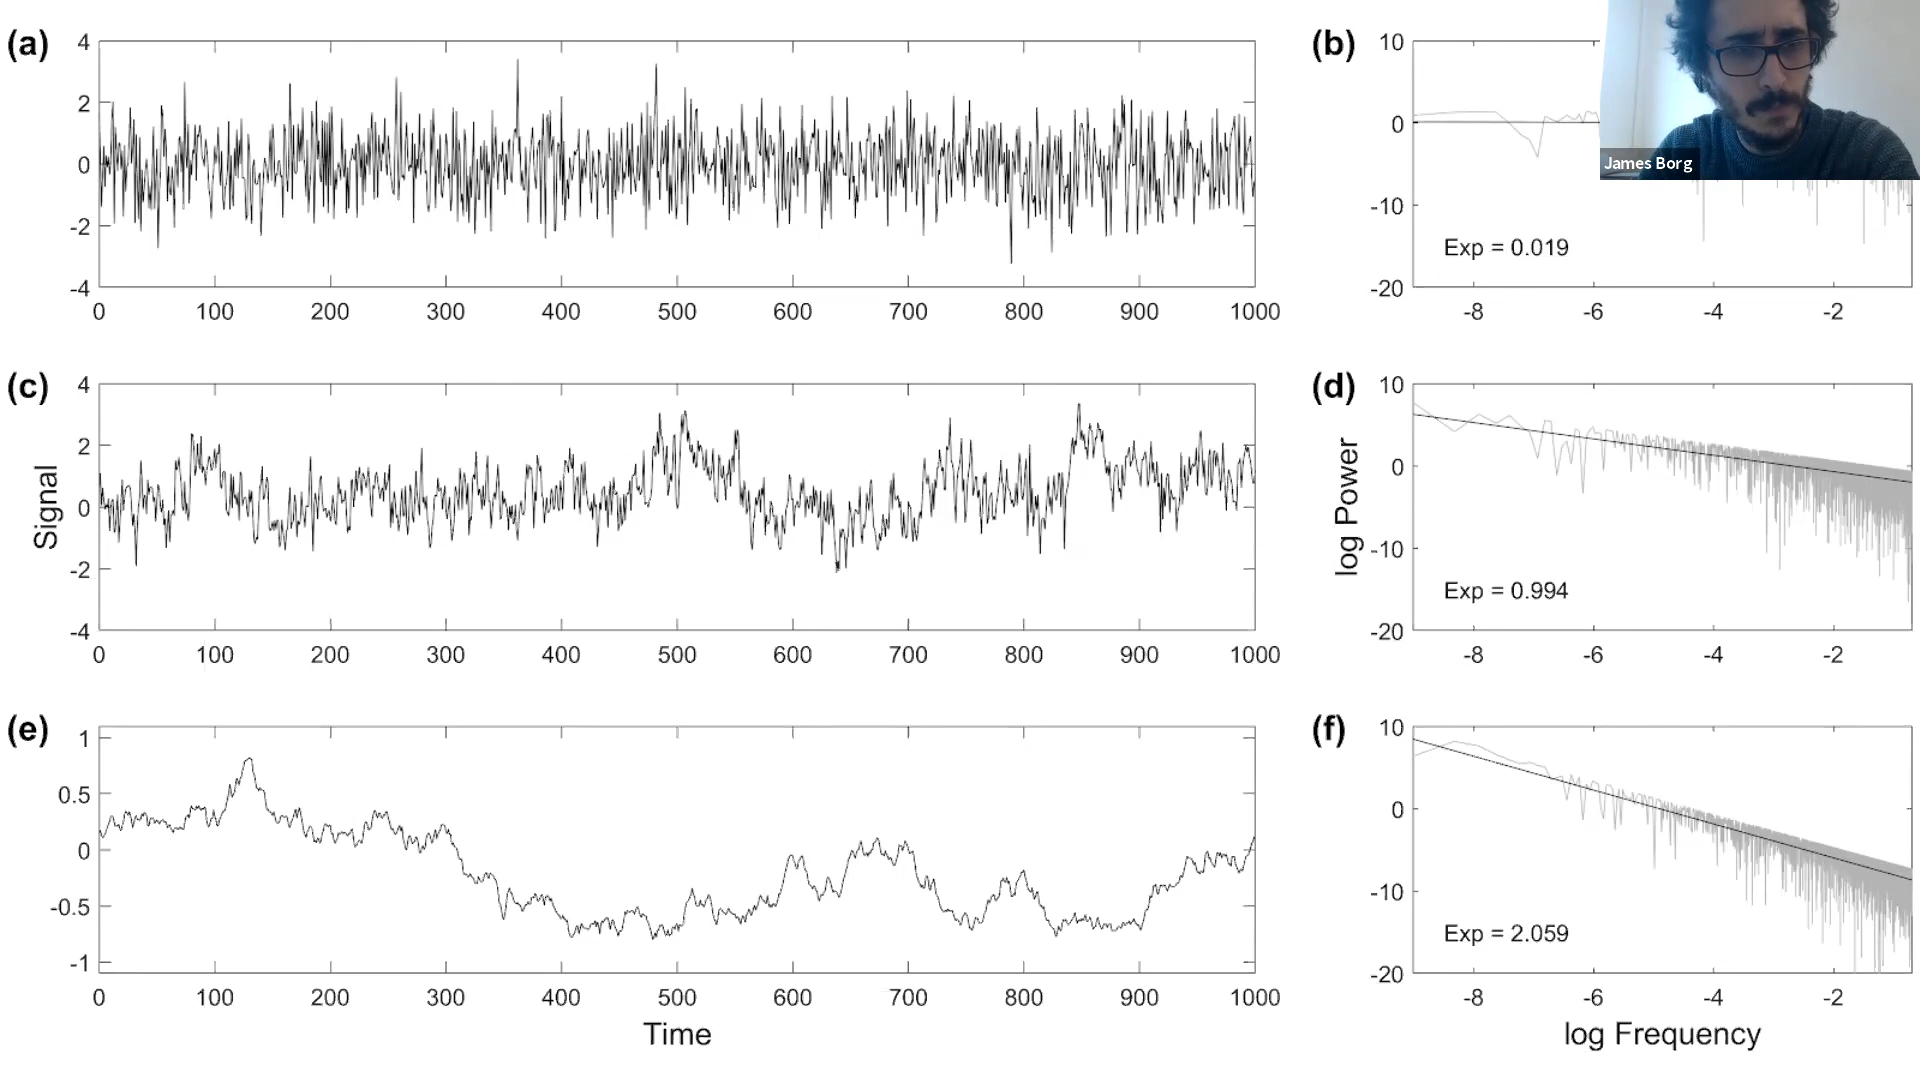 (a)
4
2
0
-2
-4
0 100 200 300 400 500 600 700 800 900 1000
(b)
10
0
-10
-20
Exp = 0.019
-8 -6 -4 -2
James Borg
(c)
Signal
4
2
0
-2
-4
0 100 200 300 400 500 600 700 800 900 1000
(d)
log Power
10
0
-10
-20
Exp = 0.994
-8 -6 -4 -2
(e)
1
0.5
0
-0.5
-1
0 100 200 300 400 500 600 700 800 900 1000
Time
(f)
10
0
-10
-20
Exp = 2.059
-8 -6 -4 -2
log Frequency